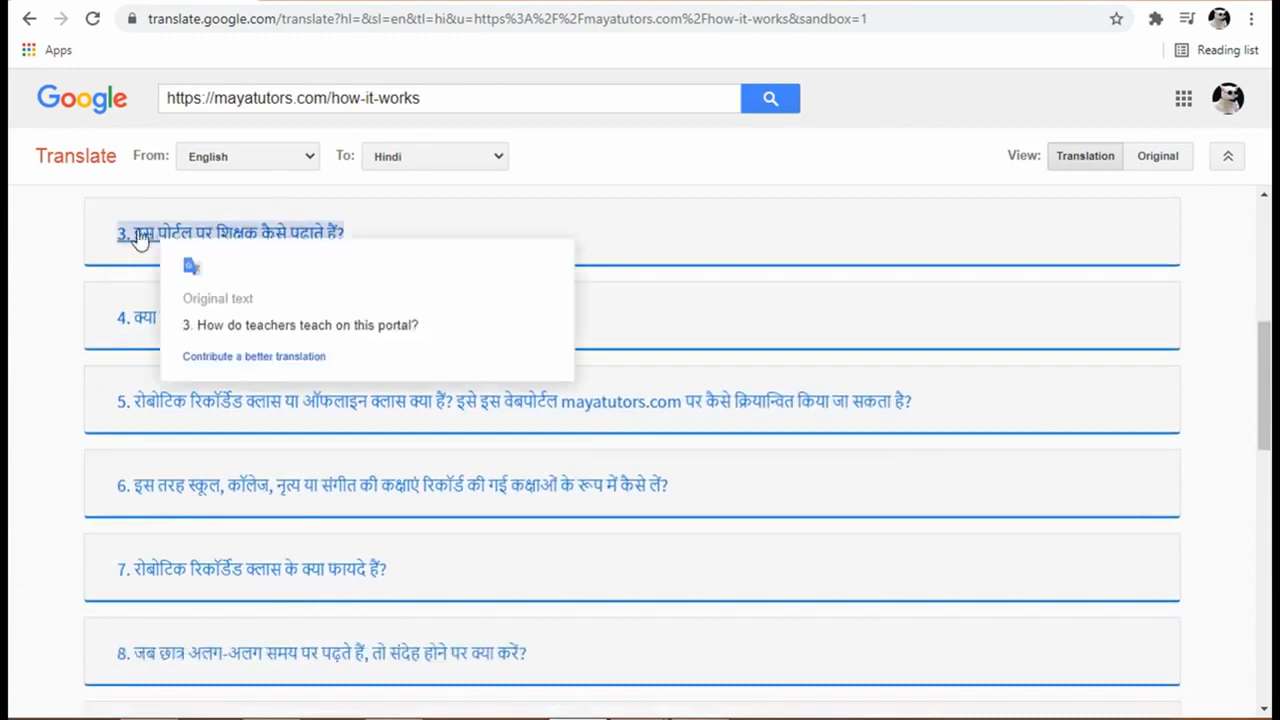 translate.google.com/translate?hl=&sl=en&tl=hi&u=https%3A%2F%2Fmayatutors.com%2Fhow-it-works&sandbox=1
Apps
Reading list
Google
https://mayatutors.com/how-it-works
Translate
From:
English
To:
Hindi
View:
Translation
Original
3. इस पोर्टल पर शिक्षक कैसे पढ़ाते हैं?
Original text
3. How do teachers teach on this portal?
Contribute a better translation
4. क्या
5. रोबोटिक रिकॉर्डेड क्लास या ऑफलाइन क्लास क्या हैं? इसे इस वेबपोर्टल mayatutors.com पर कैसे क्रियान्वित किया जा सकता है?
6. इस तरह स्कूल, कॉलेज, नृत्य या संगीत की कक्षाएं रिकॉर्ड की गई कक्षाओं के रूप में कैसे लें?
7. रोबोटिक रिकॉर्डेड क्लास के क्या फायदे हैं?
8. जब छात्र अलग-अलग समय पर पढ़ते हैं, तो संदेह होने पर क्या करें?